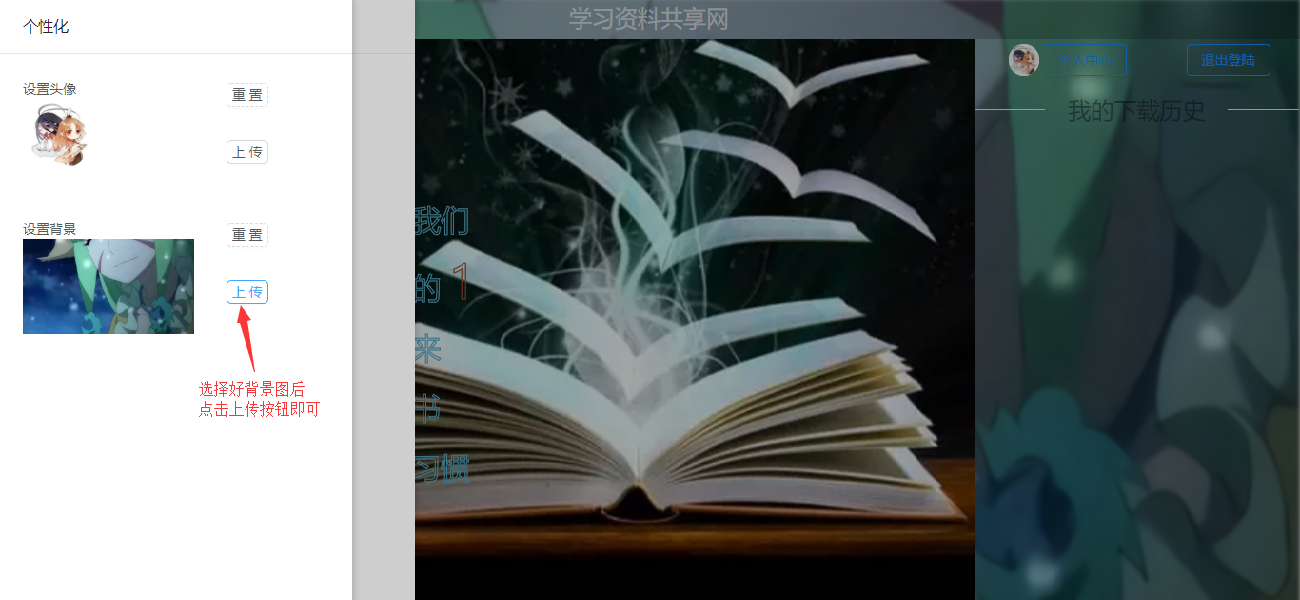 个性化
设置头像
重置
上传
设置背景
重置
上传
选择好背景图后
点击上传按钮即可
学习资料共享网
我们
的 1
来
书
习惯
个人中心
退出登陆
我的下载历史